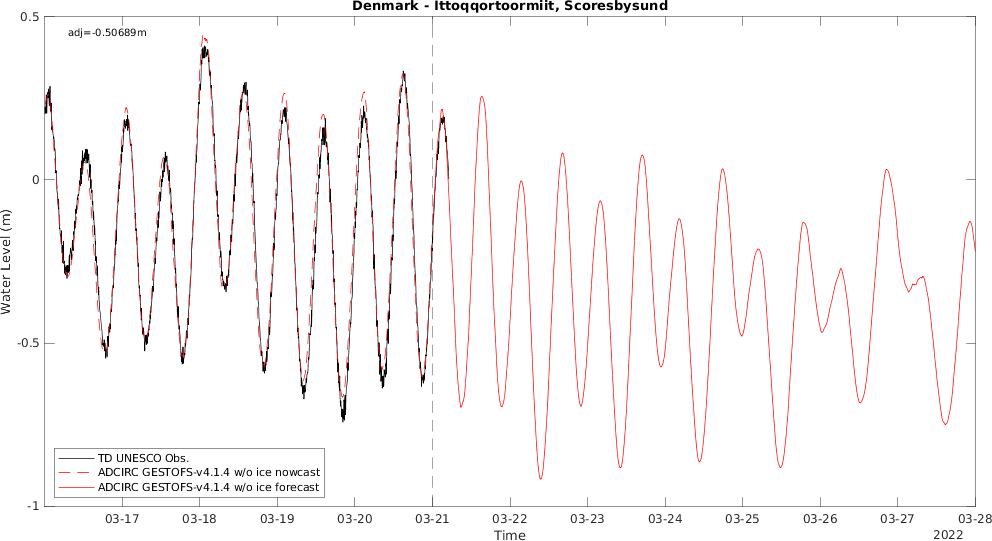 Denmark - Ittoqqortoormiit, Scoresbysund
adj=-0.50689m
0.5
0
-0.5
-1
Water Level (m)
TD UNESCO Obs.
ADCIRC GESTOFS-v4.1.4 w/o ice nowcast
ADCIRC GESTOFS-v4.1.4 w/o ice forecast
03-17 03-18 03-19 03-20 03-21 03-22 03-23 03-24 03-25 03-26 03-27 03-28
Time
2022